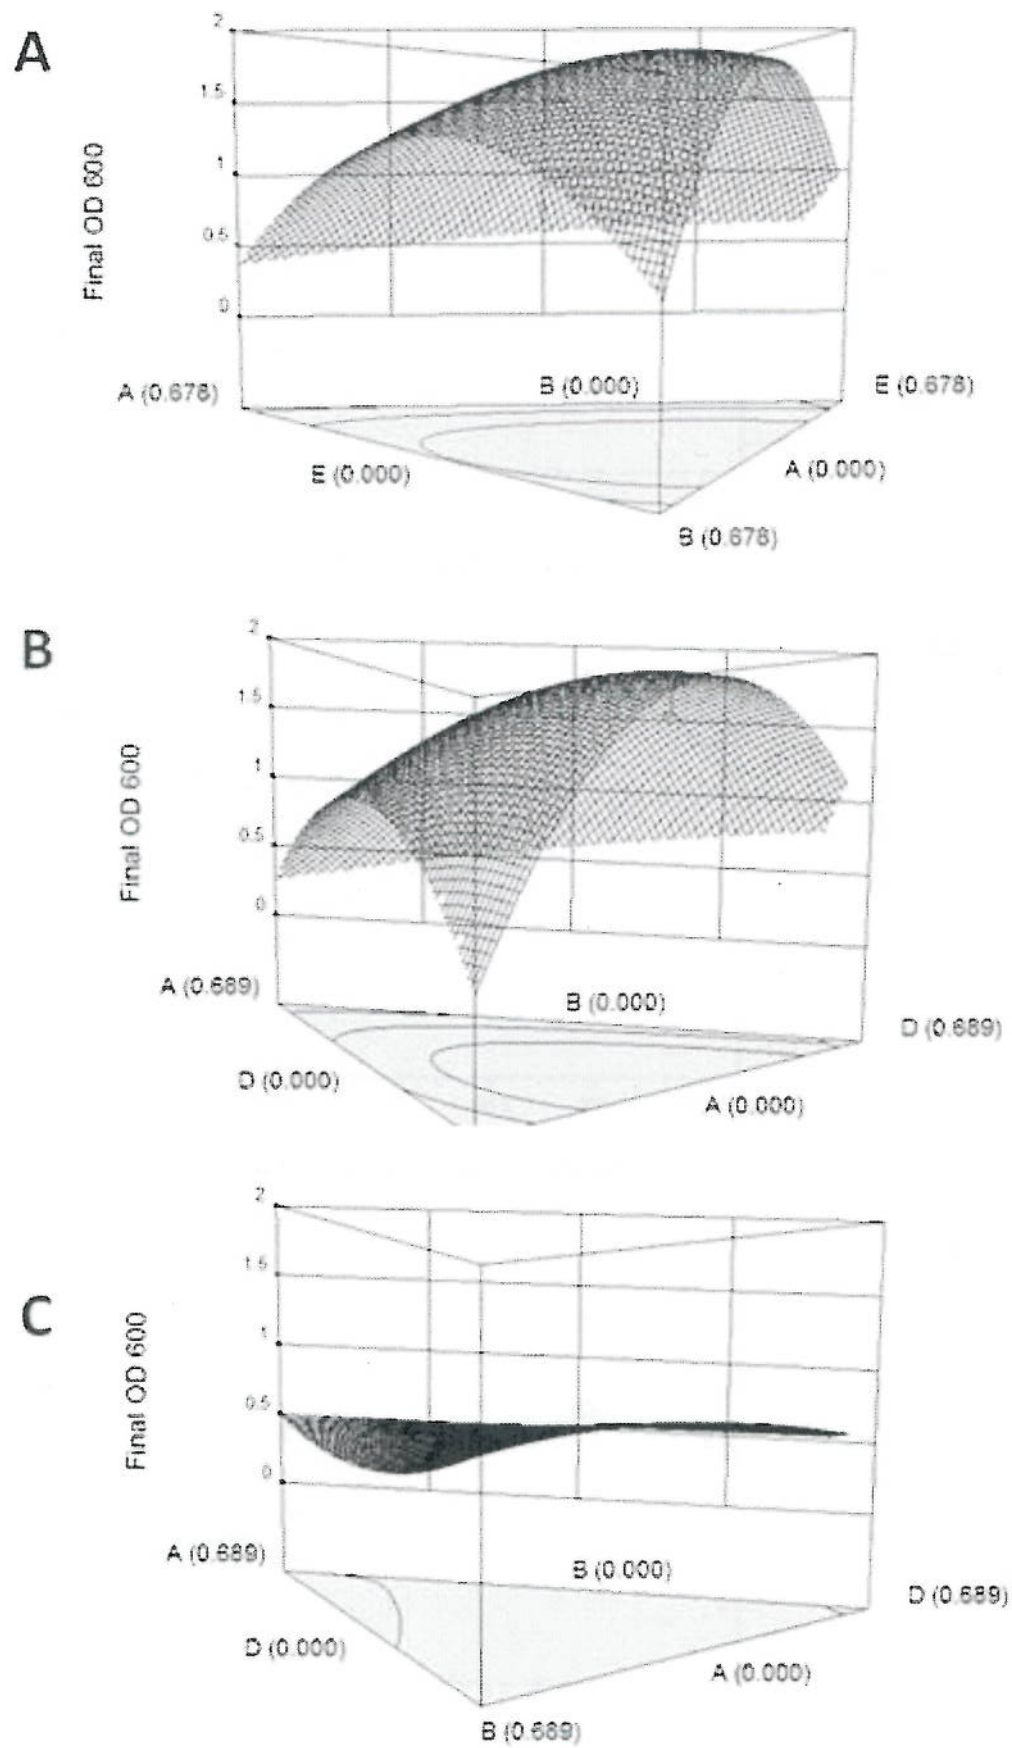 A
2
1.5
1
0.5
0
Final OD 600
A (0.678)
B (0.000)
E (0.678)
E (0.000)
A (0.000)
B (0.678)
B
2
1.5
1
0.5
0
Final OD 600
A (0.689)
B (0.000)
D (0.689)
D (0.000)
A (0.000)
C
2
1.5
1
0.5
0
Final OD 600
A (0.689)
B (0.000)
D (0.689)
D (0.000)
A (0.000)
B (0.689)